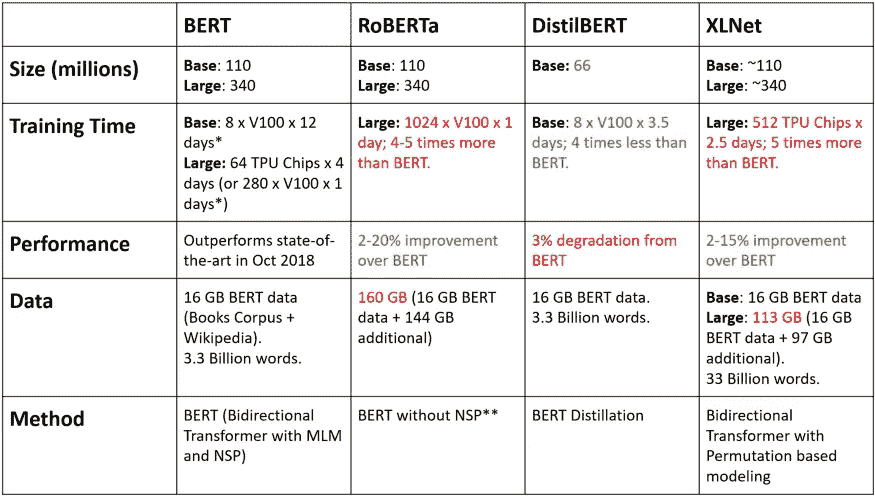 BERT
RoBERTa
DistilBERT
XLNet
Size (millions)
Base: 110
Large: 340
Base: 110
Large: 340
Base: 66
Base: ~110
Large: ~340
Training Time
Base: 8 x V100 x 12
days*
Large: 64 TPU Chips x 4
days (or 280 x V100 x 1
days*)
Large: 1024 x V100 x 1
day; 4-5 times more
than BERT.
Base: 8 x V100 x 3.5
days; 4 times less than
BERT.
Large: 512 TPU Chips x
2.5 days; 5 times more
than BERT.
Performance
Outperforms state-of-
the-art in Oct 2018
2-20% improvement
over BERT
3% degradation from
BERT
2-15% improvement
over BERT
Data
16 GB BERT data
(Books Corpus +
Wikipedia).
3.3 Billion words.
160 GB (16 GB BERT
data + 144 GB
additional)
16 GB BERT data.
3.3 Billion words.
Base: 16 GB BERT data
Large: 113 GB (16 GB
BERT data + 97 GB
additional).
33 Billion words.
Method
BERT (Bidirectional
Transformer with MLM
and NSP)
BERT without NSP**
BERT Distillation
Bidirectional
Transformer with
Permutation based
modeling